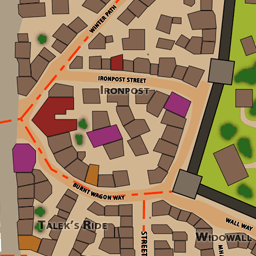 WINTER PATH
IRONPOST STREET
IRONPOST
BURNT WAGON WAY
TALEK'S RIDE
STREET
WALL WAY
WIDOWALL